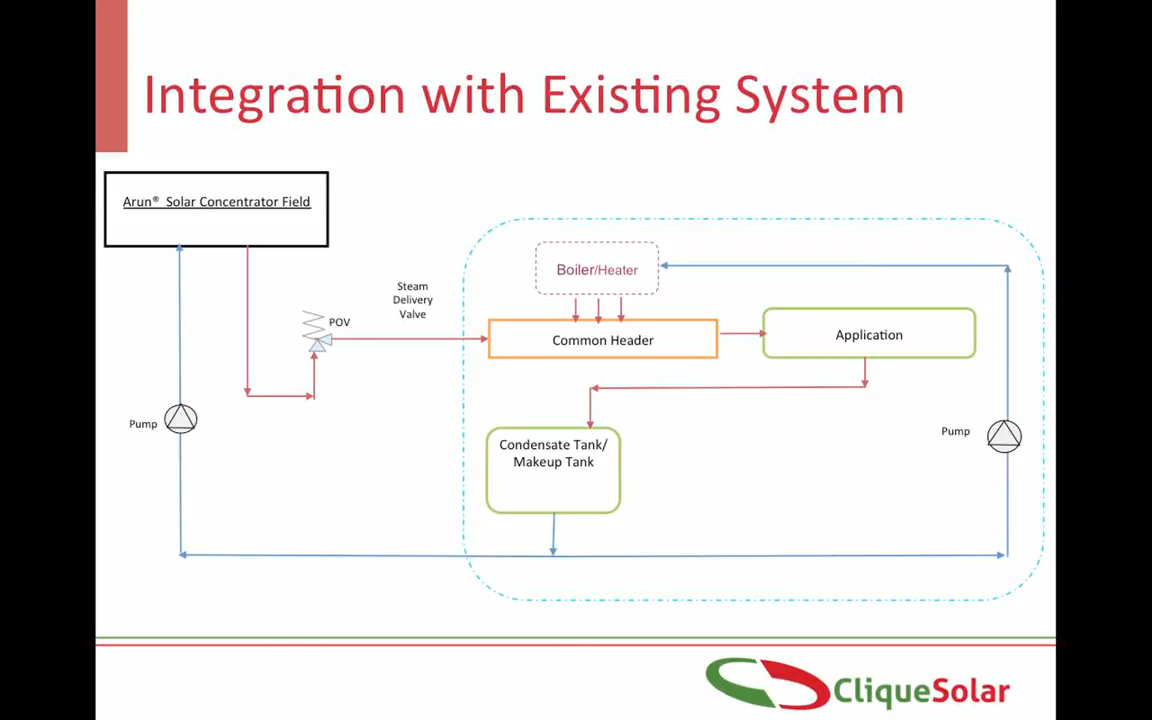 Integration with Existing System
Arun® Solar Concentrator Field
Boiler/Heater
Steam
Delivery
Valve
POV
Common Header
Application
Pump
Pump
Condensate Tank/
Makeup Tank
CliqueSolar